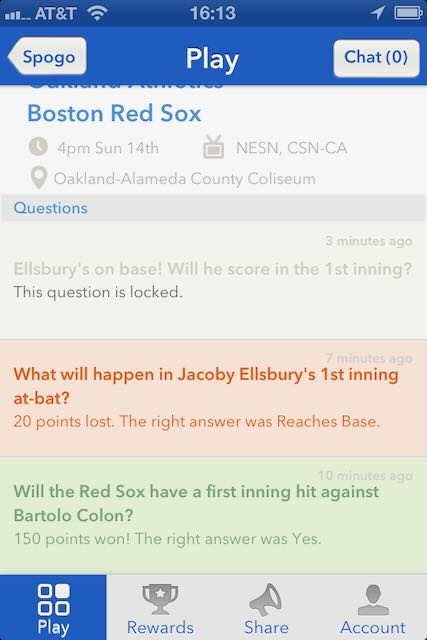 AT&T 16:13
Spogo Play Chat (0)
Oakland Athletics
Boston Red Sox
4pm Sun 14th NESN, CSN-CA
Oakland-Alameda County Coliseum
Questions
3 minutes ago
Ellsbury's on base! Will he score in the 1st inning?
This question is locked.
7 minutes ago
What will happen in Jacoby Ellsbury's 1st inning
at-bat?
20 points lost. The right answer was Reaches Base.
10 minutes ago
Will the Red Sox have a first inning hit against
Bartolo Colon?
150 points won! The right answer was Yes.
Play Rewards Share Account